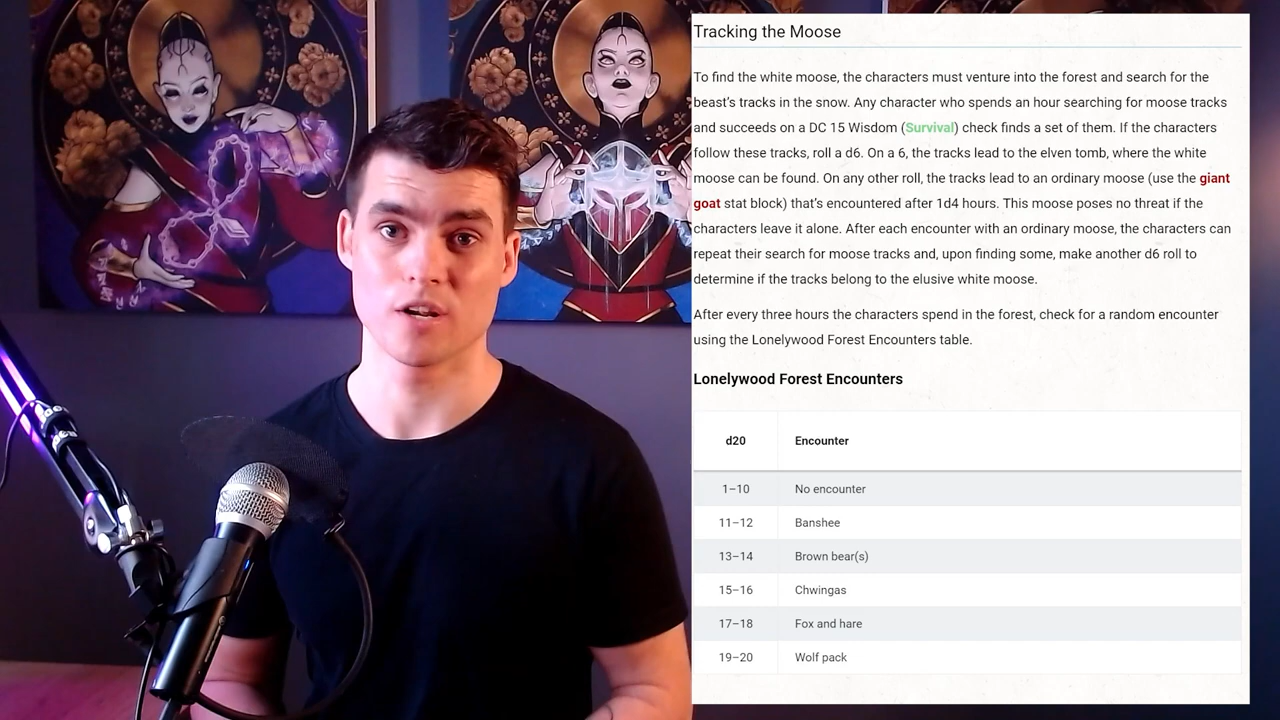 Tracking the Moose
To find the white moose, the characters must venture into the forest and search for the
beast's tracks in the snow. Any character who spends an hour searching for moose tracks
and succeeds on a DC 15 Wisdom (Survival) check finds a set of them. If the characters
follow these tracks, roll a d6. On a 6, the tracks lead to the elven tomb, where the white
moose can be found. On any other roll, the tracks lead to an ordinary moose (use the giant
goat stat block) that's encountered after 1d4 hours. This moose poses no threat if the
characters leave it alone. After each encounter with an ordinary moose, the characters can
repeat their search for moose tracks and, upon finding some, make another d6 roll to
determine if the tracks belong to the elusive white moose.
After every three hours the characters spend in the forest, check for a random encounter
using the Lonelywood Forest Encounters table.
Lonelywood Forest Encounters
d20 Encounter
1–10 No encounter
11–12 Banshee
13–14 Brown bear(s)
15–16 Chwingas
17–18 Fox and hare
19–20 Wolf pack